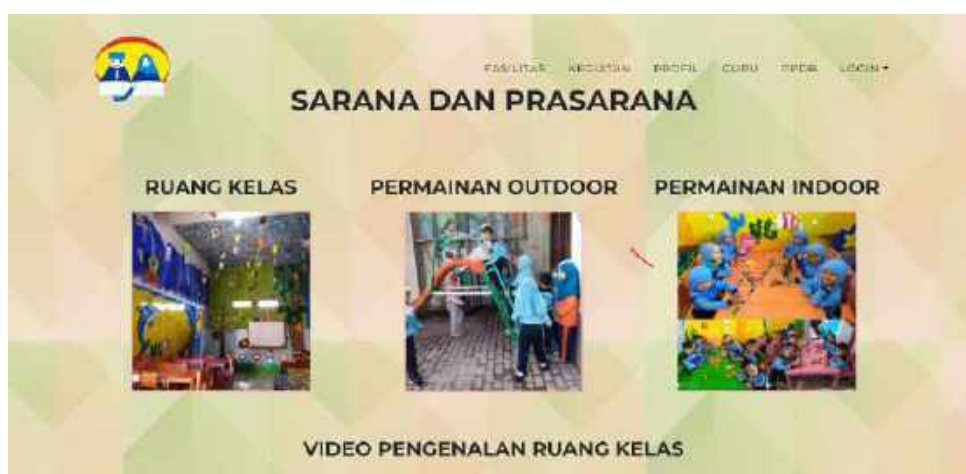 FASILITAS KEGIATAN PROFIL GURU PPDB LOGIN
SARANA DAN PRASARANA
RUANG KELAS PERMAINAN OUTDOOR PERMAINAN INDOOR
VIDEO PENGENALAN RUANG KELAS